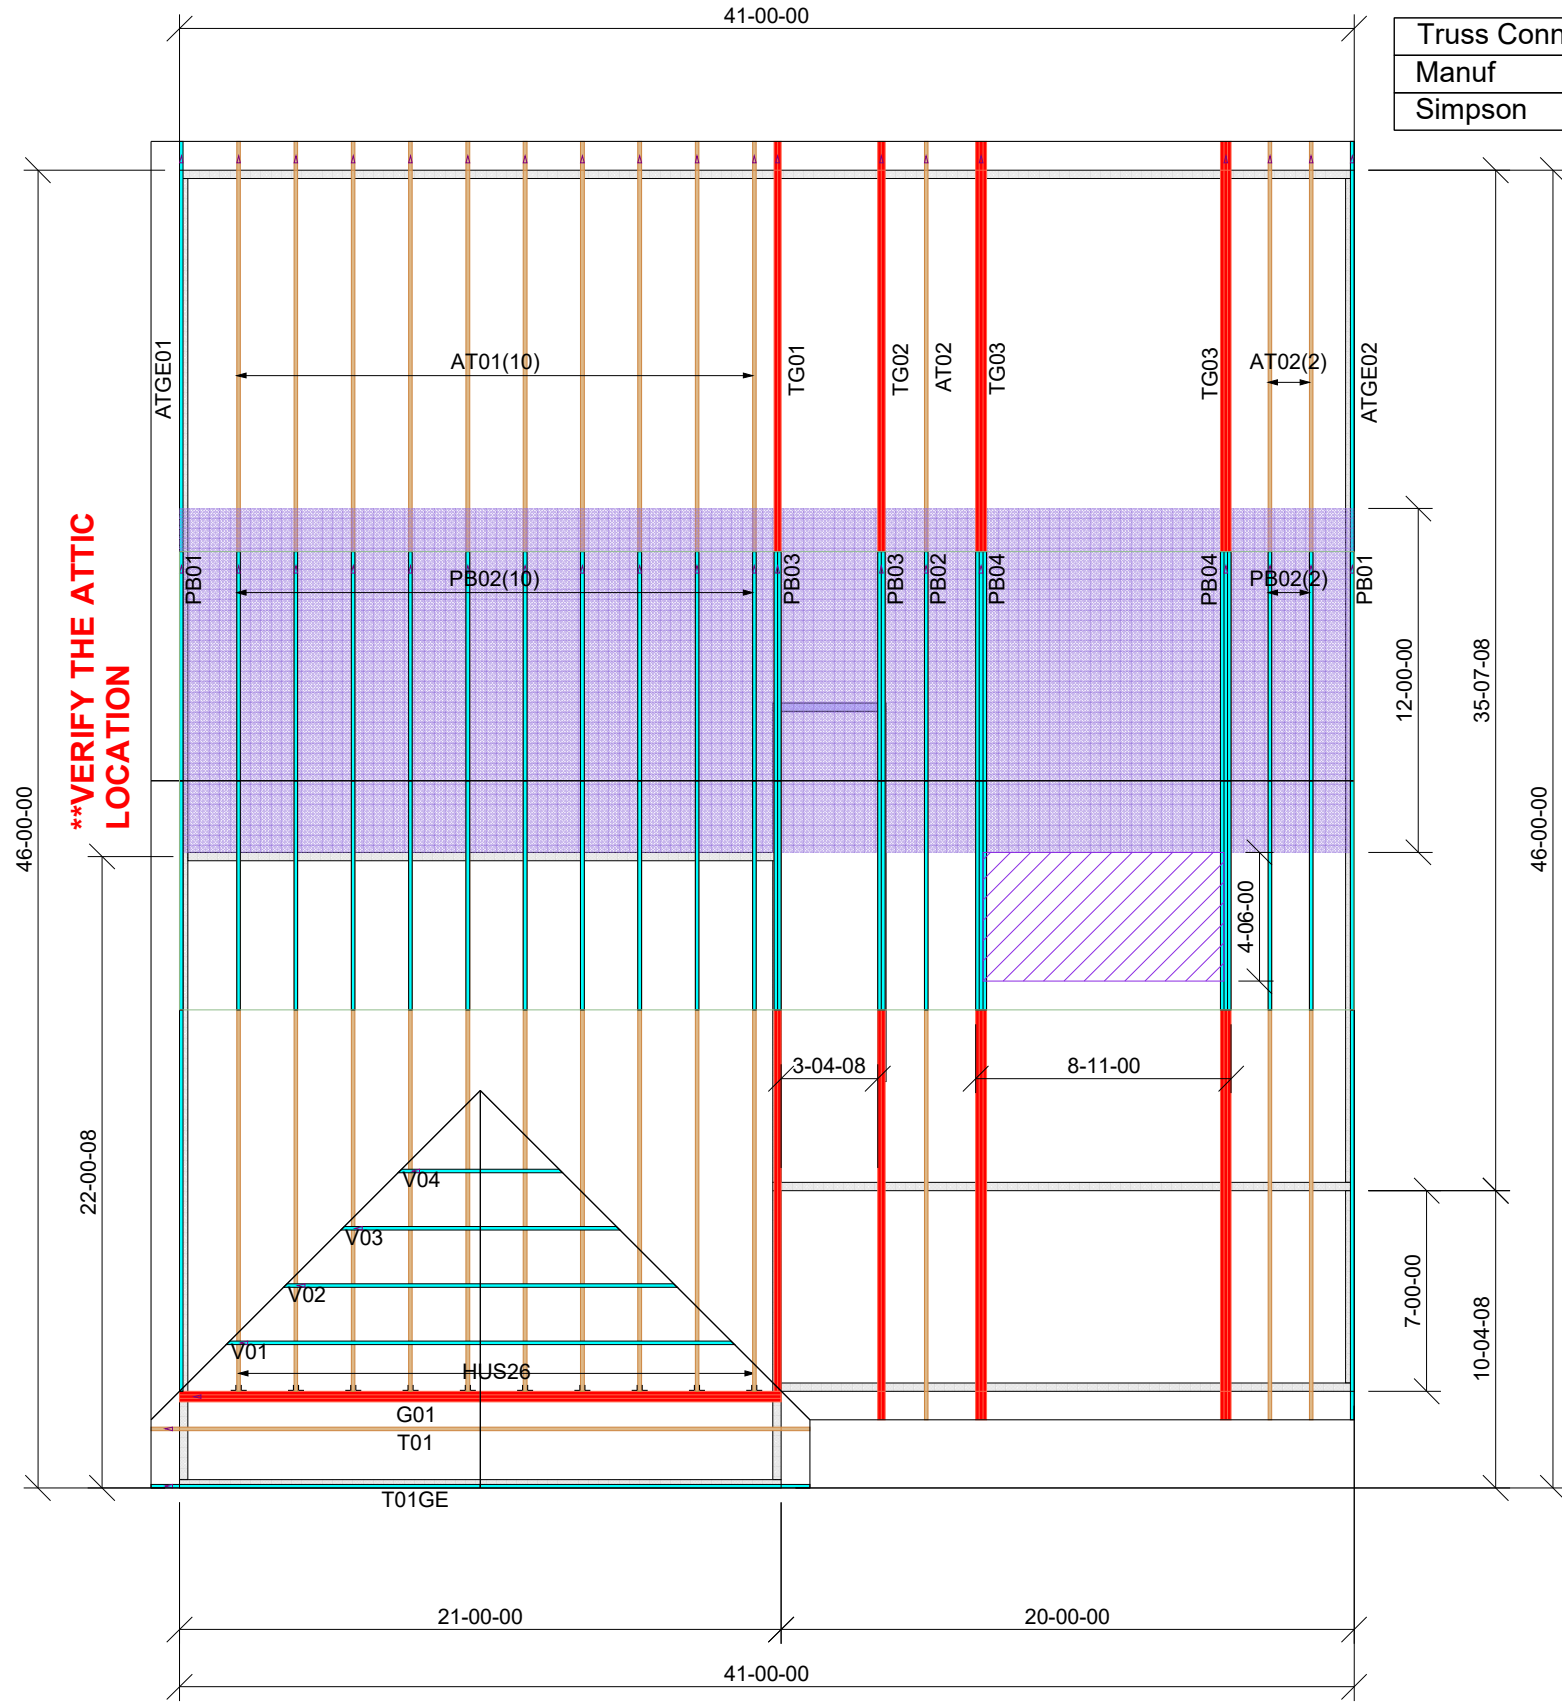 41-00-00
Truss Conn
Manuf
Simpson
ATGE01
AT01(10)
TG01
TG02
AT02
TG03
TG03
AT02(2)
ATGE02
**VERIFY THE ATTIC
LOCATION
PB01
PB02(10)
PB03
PB03
PB02
PB04
PB04
PB02(2)
PB01
12-00-00
35-07-08
46-00-00
46-00-00
4-06-00
3-04-08
8-11-00
22-00-08
V04
V03
V02
V01
HUS26
7-00-00
10-04-08
G01
T01
T01GE
21-00-00
20-00-00
41-00-00